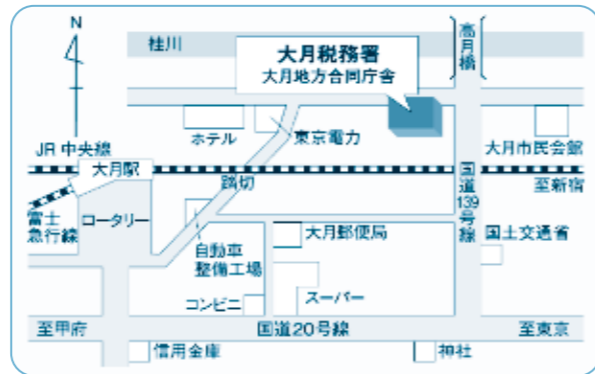 N
桂川
大月税務署
大月地方合同庁舎
高月橋
ホテル
東京電力
大月市民会館
JR中央線
大月駅
踏切
国道139号線
至新宿
富士
急行線
ロータリー
自動車
整備工場
大月郵便局
国土交通省
コンビニ
スーパー
至甲府
国道20号線
至東京
信用金庫
神社